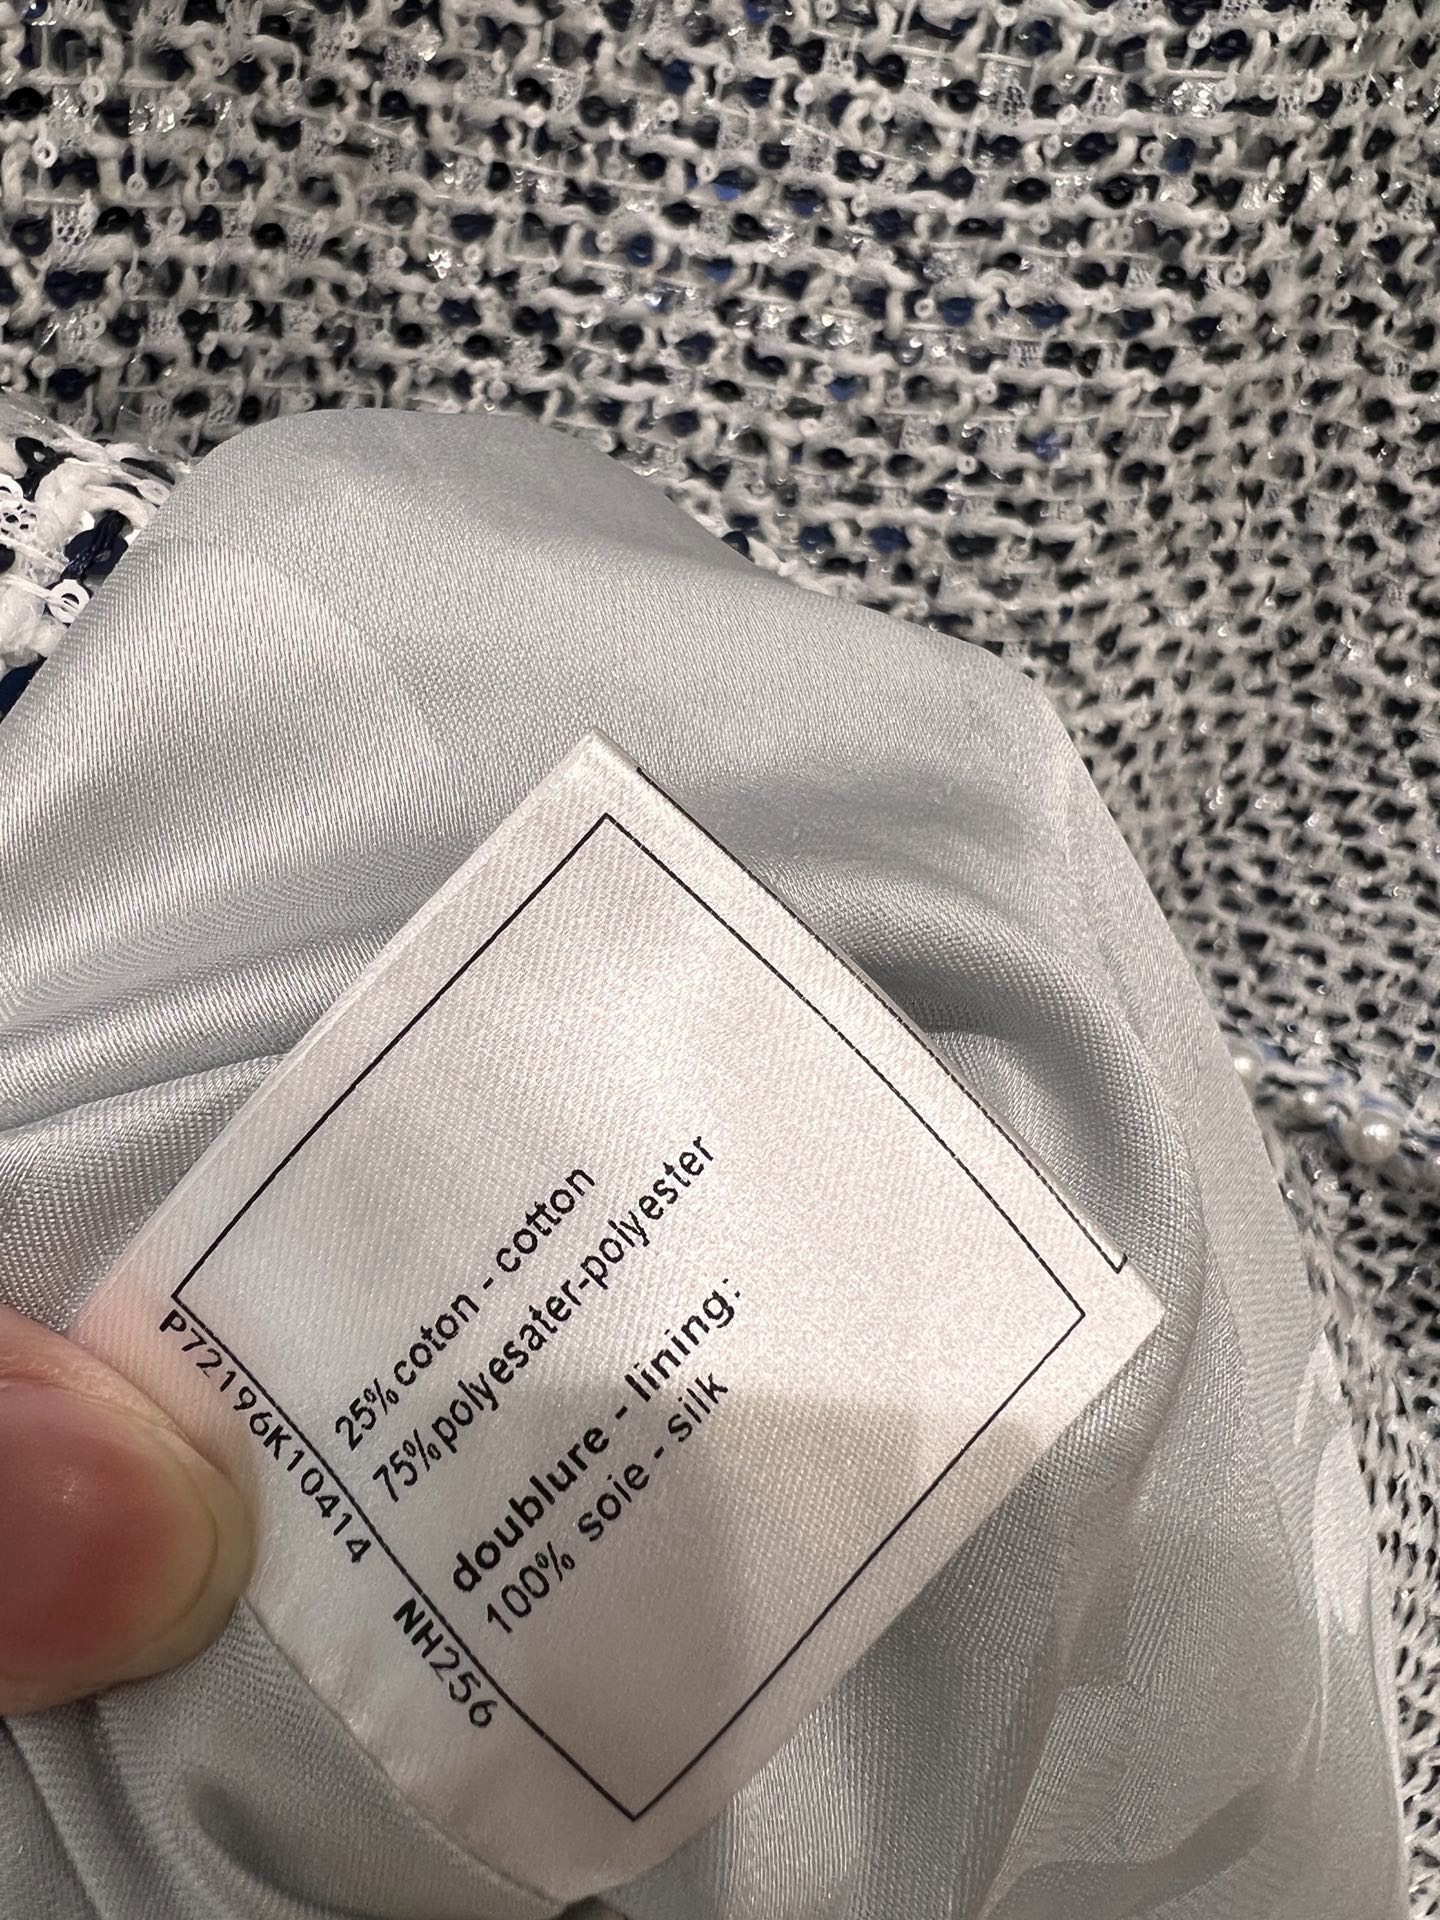 25% coton - cotton
75% polyesater-polyester
doublure - lining:
100% soie - silk
P72196K10414 NH256